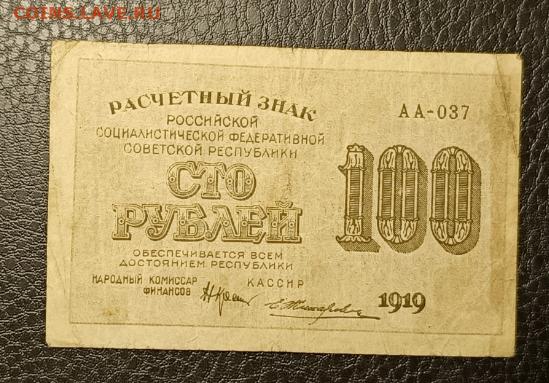 COINS.LAVE.RU
РАСЧЕТНЫЙ ЗНАК
РОССИЙСКОЙ
СОЦИАЛИСТИЧЕСКОЙ ФЕДЕРАТИВНОЙ
СОВЕТСКОЙ РЕСПУБЛИКИ
АА-037
СТО
РУБЛЕЙ
100
ОБЕСПЕЧИВАЕТСЯ ВСЕМ
ДОСТОЯНИЕМ РЕСПУБЛИКИ
НАРОДНЫЙ КОМИССАР
ФИНАНСОВ
КАССИР
1919